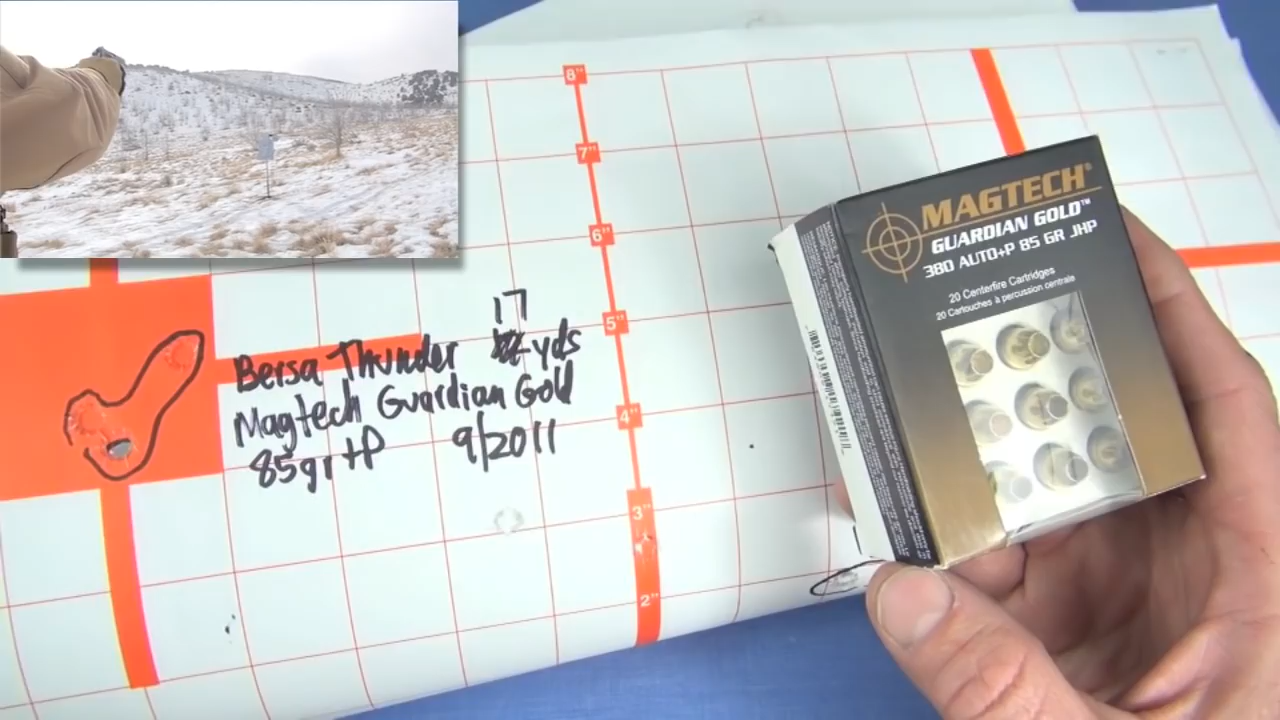 8"
7"
6"
5"
4"
3"
2"
17
Bersa Thunder yds
Magtech Guardian Gold
85gr +P 9/2011
MAGTECH®
GUARDIAN GOLD™
380 AUTO+P 85 GR JHP
20 Centerfire Cartridges
20 Cartouches à percussion centrale